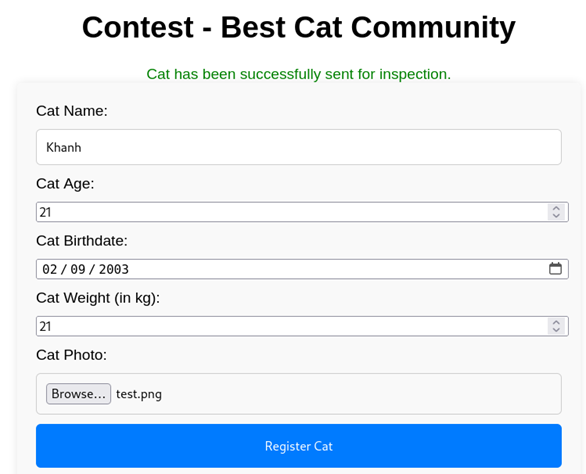 Contest - Best Cat Community
Cat has been successfully sent for inspection.
Cat Name:
Khanh
Cat Age:
21
Cat Birthdate:
02 / 09 / 2003
Cat Weight (in kg):
21
Cat Photo:
Browse... test.png
Register Cat